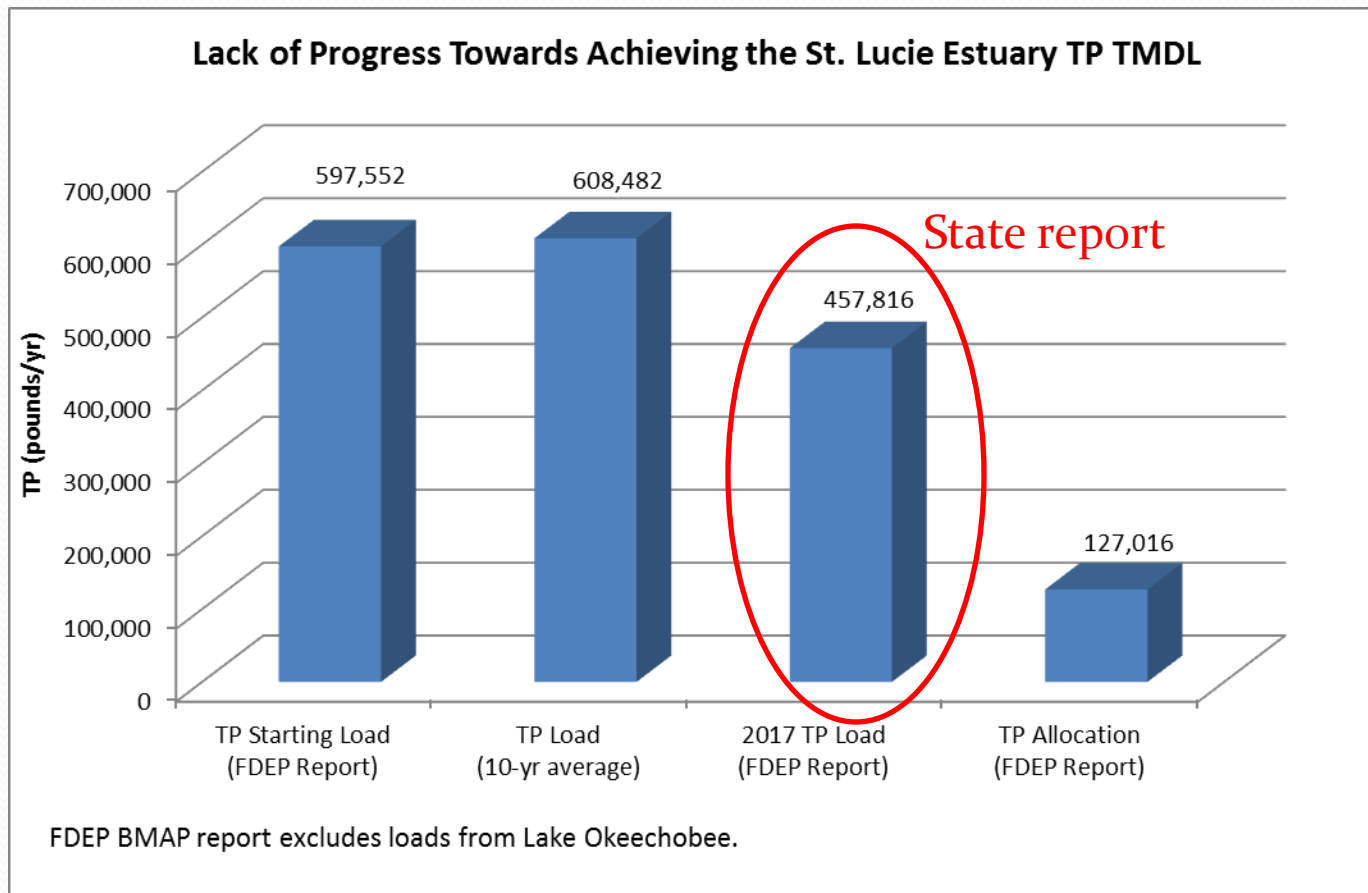 Lack of Progress Towards Achieving the St. Lucie Estuary TP TMDL
TP (pounds/yr)
700,000
600,000
500,000
400,000
300,000
200,000
100,000
0
597,552
608,482
State report
457,816
127,016
TP Starting Load
(FDEP Report)
TP Load
(10-yr average)
2017 TP Load
(FDEP Report)
TP Allocation
(FDEP Report)
FDEP BMAP report excludes loads from Lake Okeechobee.